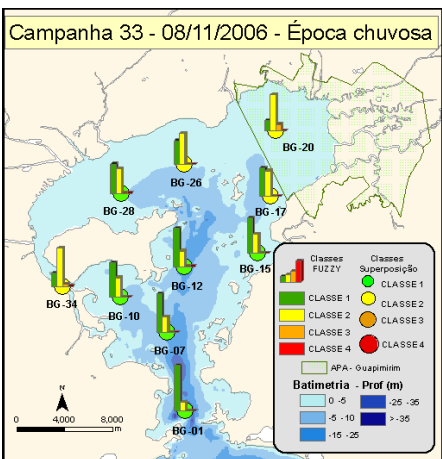 Campanha 33 - 08/11/2006 - Época chuvosa
BG-20
BG-26
BG-28
BG-17
BG-15
BG-12
BG-34
BG-10
BG-07
BG-01
N
0 4,000 8,000
m
Classes
FUZZY
CLASSE 1
CLASSE 2
CLASSE 3
CLASSE 4
Classes
Superposição
CLASSE 1
CLASSE 2
CLASSE 3
CLASSE 4
APA - Guapimirim
Batimetria - Prof (m)
0 -5
-5 -10
-15 -25
-25 -35
>-35